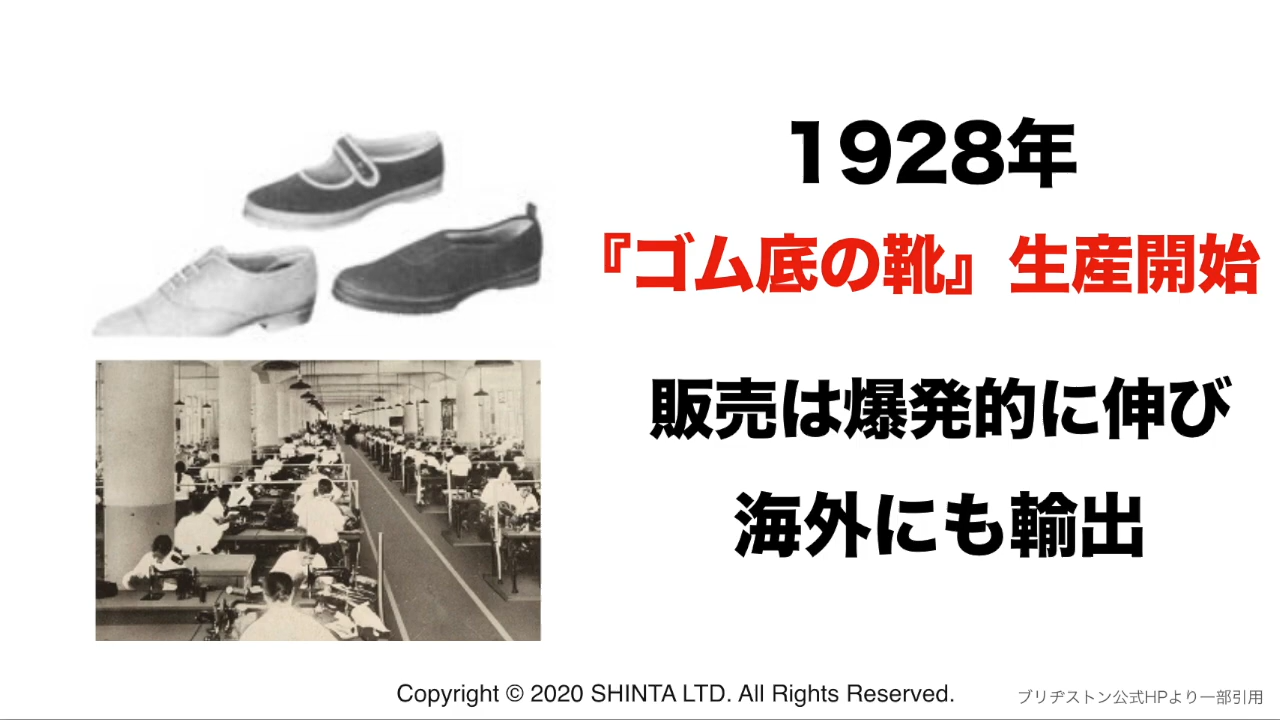 1928年
『ゴム底の靴』生産開始
販売は爆発的に伸び
海外にも輸出
Copyright © 2020 SHINTA LTD. All Rights Reserved.
ブリヂストン公式HPより一部引用